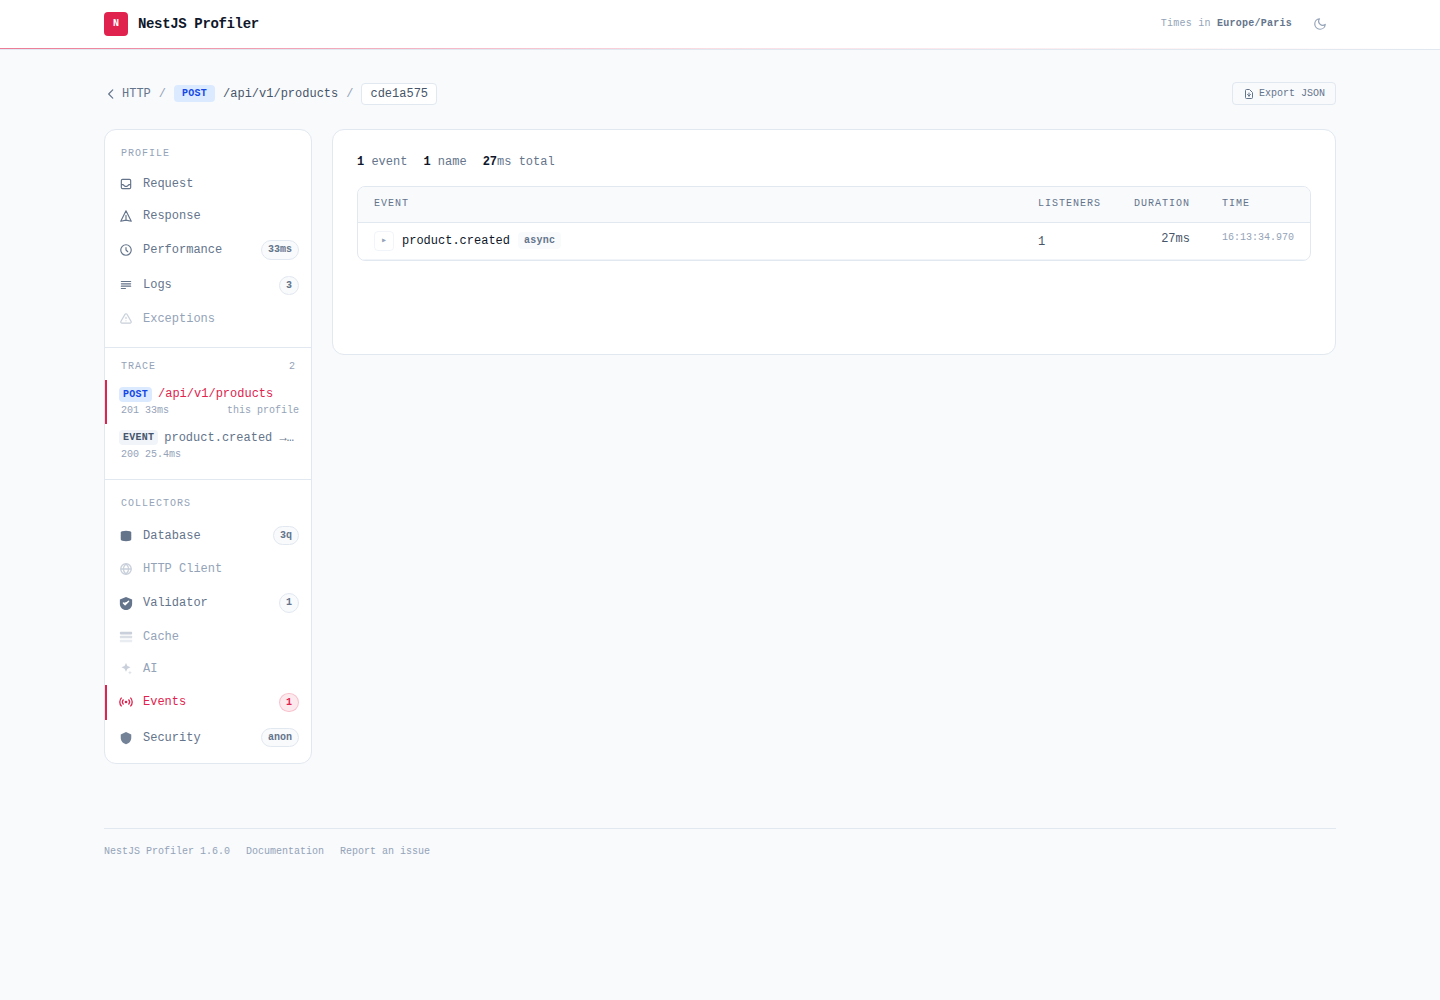 N NestJS Profiler
Times in Europe/Paris
HTTP / POST /api/v1/products / cde1a575
Export JSON
PROFILE
Request
Response
Performance 33ms
Logs 3
Exceptions
TRACE 2
POST /api/v1/products
201 33ms this profile
EVENT product.created →…
200 25.4ms
COLLECTORS
Database 3q
HTTP Client
Validator 1
Cache
AI
Events 1
Security anon
1 event 1 name 27ms total
EVENT LISTENERS DURATION TIME
product.created async 1 27ms 16:13:34.970
NestJS Profiler 1.6.0 Documentation Report an issue